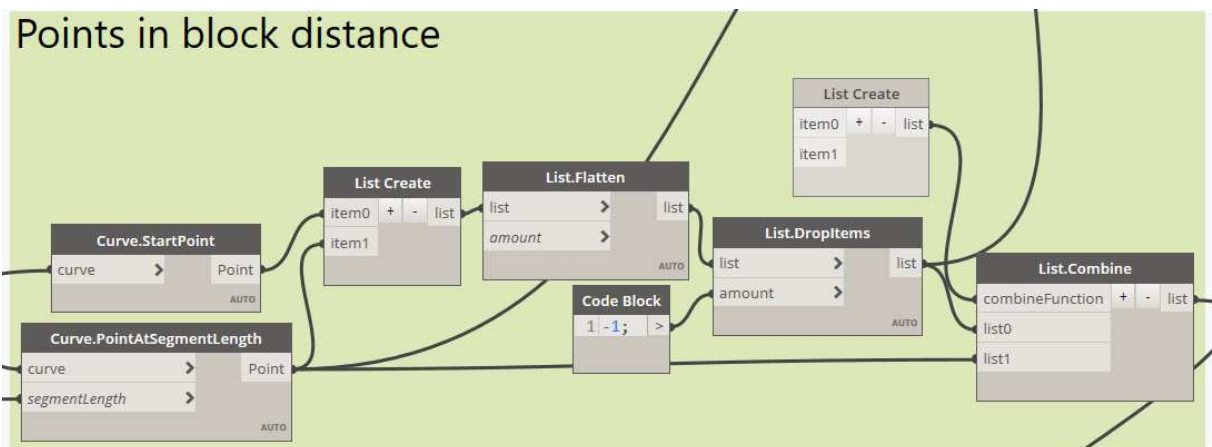 Points in block distance
List Create
item0 + - list
item1
List Create
item0 + - list
item1
List.Flatten
list > list
amount >
AUTO
Curve.StartPoint
curve > Point
AUTO
List.DropItems
list > list
amount >
AUTO
Code Block
1 -1; >
List.Combine
combineFunction + - list
list0
list1
Curve.PointAtSegmentLength
curve > Point
segmentLength >
AUTO